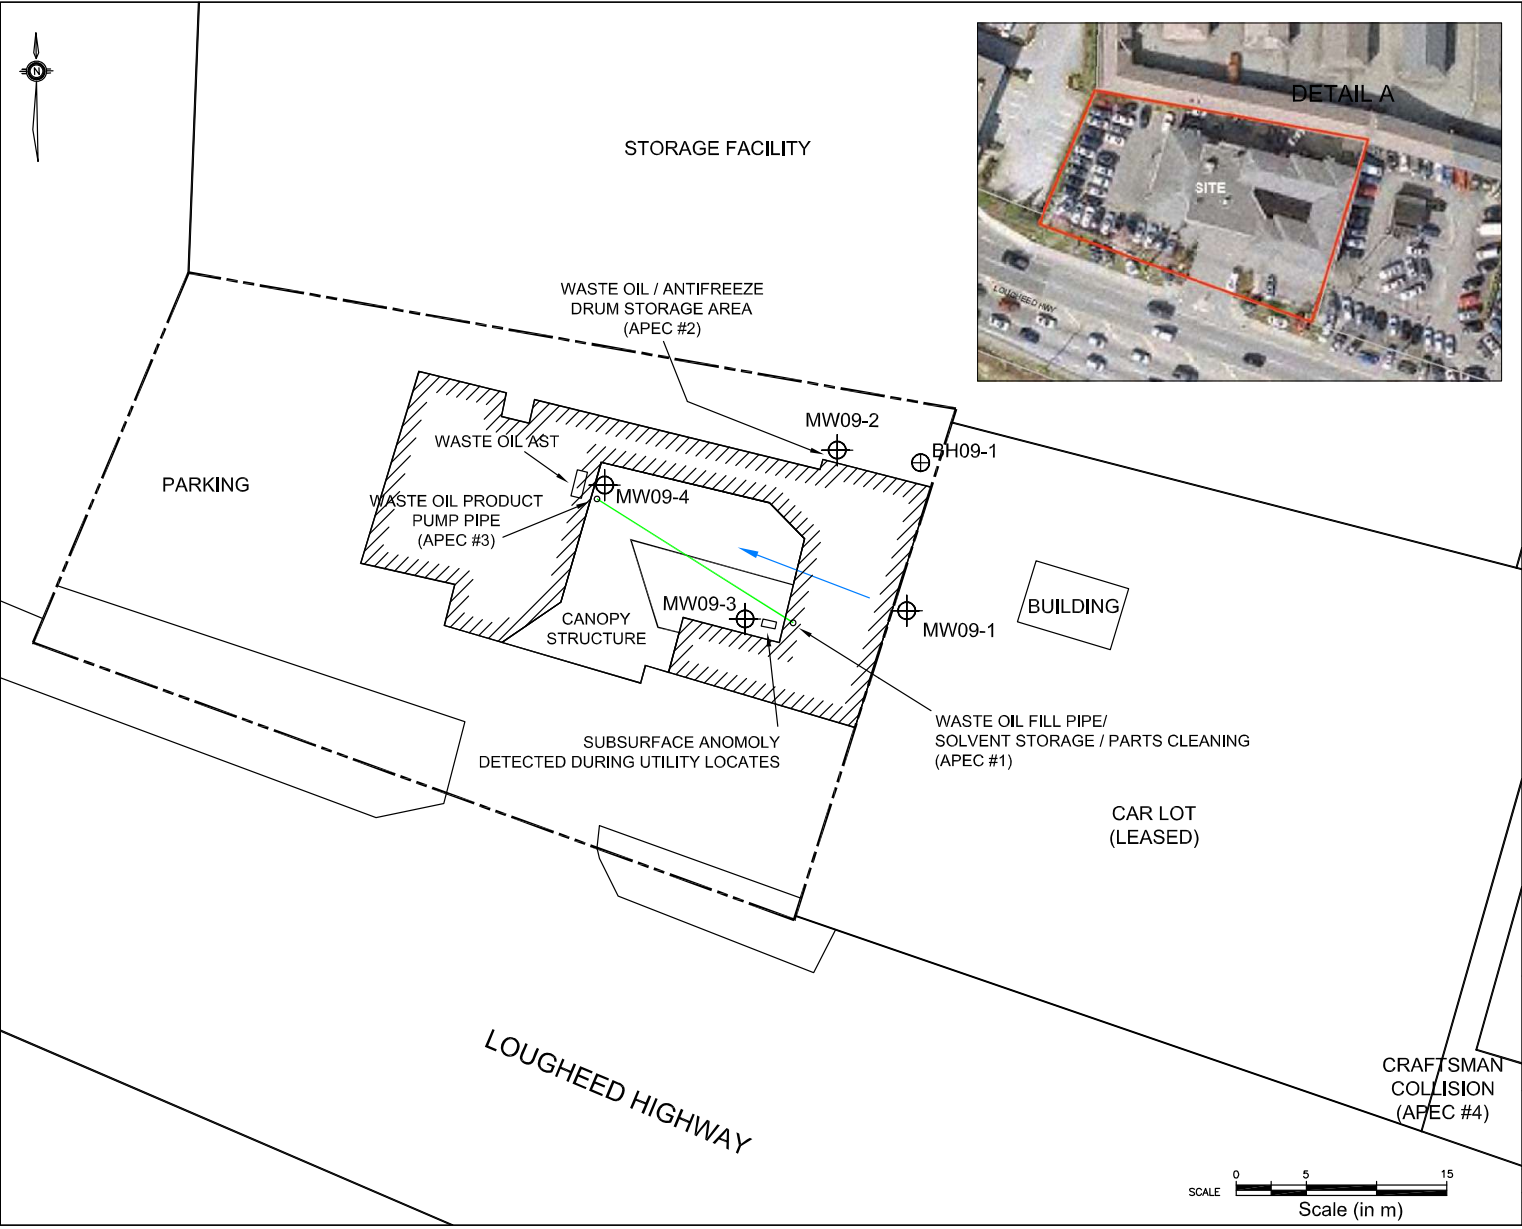 N
DETAIL A
SITE
LOUGHEED HWY
STORAGE FACILITY
WASTE OIL / ANTIFREEZE
DRUM STORAGE AREA
(APEC #2)
MW09-2
BH09-1
WASTE OIL AST
PARKING
WASTE OIL PRODUCT
PUMP PIPE
(APEC #3)
MW09-4
MW09-3
CANOPY
STRUCTURE
BUILDING
MW09-1
SUBSURFACE ANOMOLY
DETECTED DURING UTILITY LOCATES
WASTE OIL FILL PIPE/
SOLVENT STORAGE / PARTS CLEANING
(APEC #1)
CAR LOT
(LEASED)
LOUGHEED HIGHWAY
CRAFTSMAN
COLLISION
(APEC #4)
0 5 15
SCALE
Scale (in m)